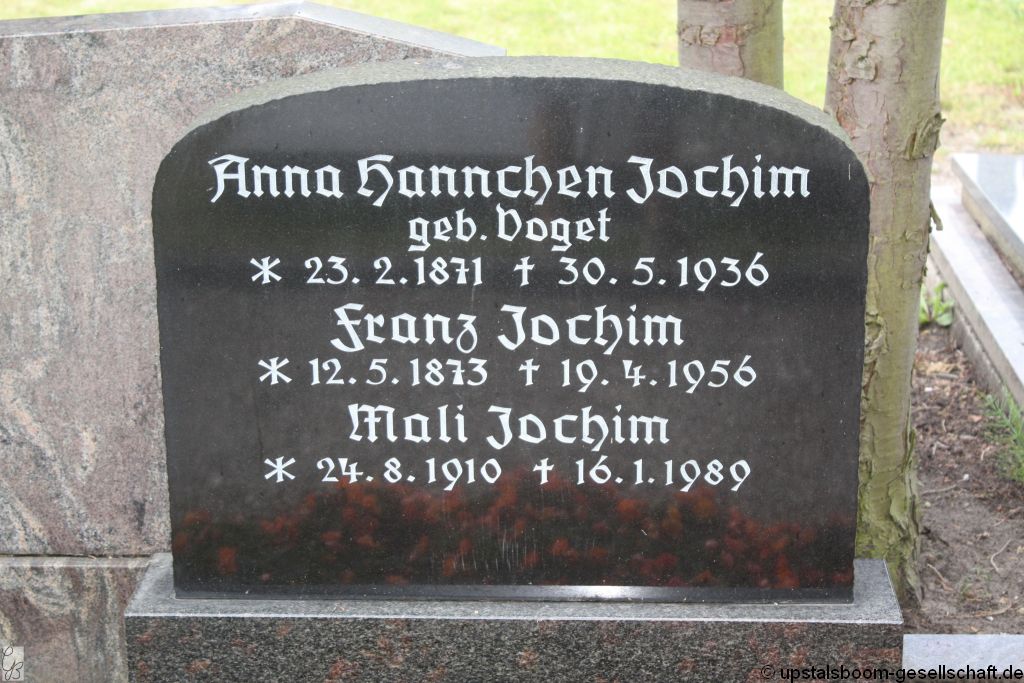 Anna Hannchen Jochim
geb. Voget
* 23. 2. 1871 † 30. 5. 1936
Franz Jochim
* 12. 5. 1873 † 19. 4. 1956
Mali Jochim
* 24. 8. 1910 † 16. 1. 1989
© upstalsboom-gesellschaft.de